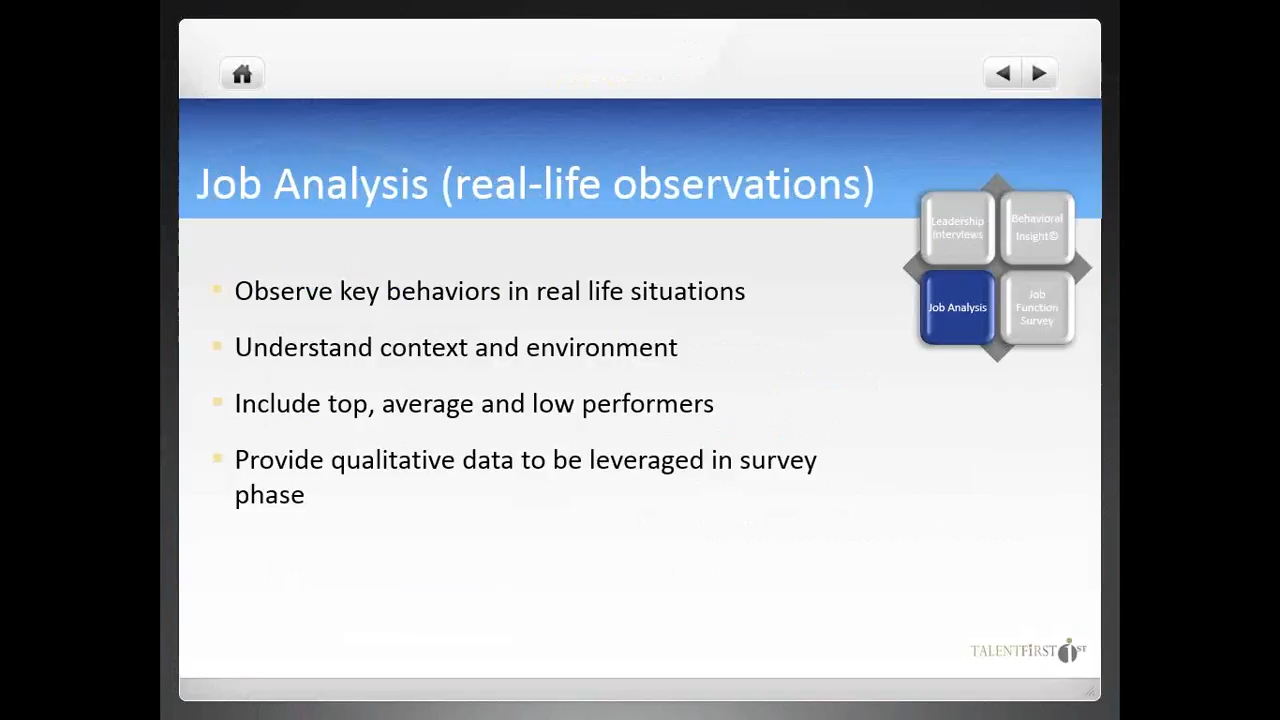 Job Analysis (real-life observations)
Leadership
Interviews
Behavioral
Insight©
Job Analysis
Job
Function
Survey
Observe key behaviors in real life situations
Understand context and environment
Include top, average and low performers
Provide qualitative data to be leveraged in survey
phase
TALENTFiRST 1ST